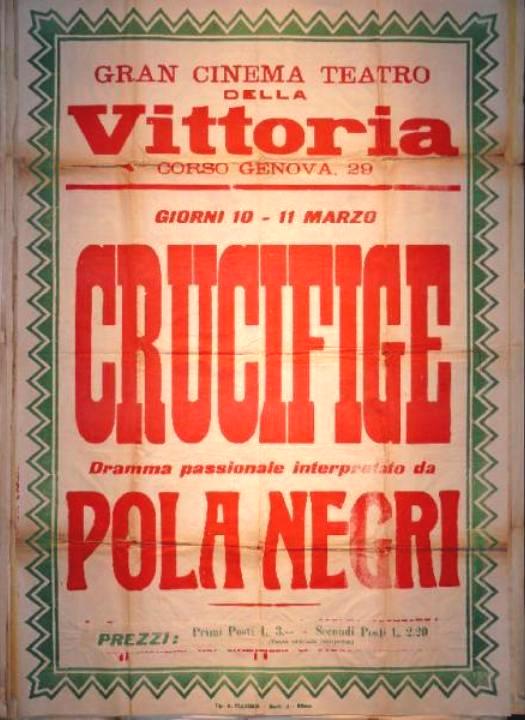 GRAN CINEMA TEATRO
DELLA
Vittoria
CORSO GENOVA, 29
GIORNI 10 - 11 MARZO
CRUCIFIGE
Dramma passionale interpretato da
POLA NEGRI
PREZZI: Primi Posti L. 3.-- - Secondi Posti L. 2.20
Tip.